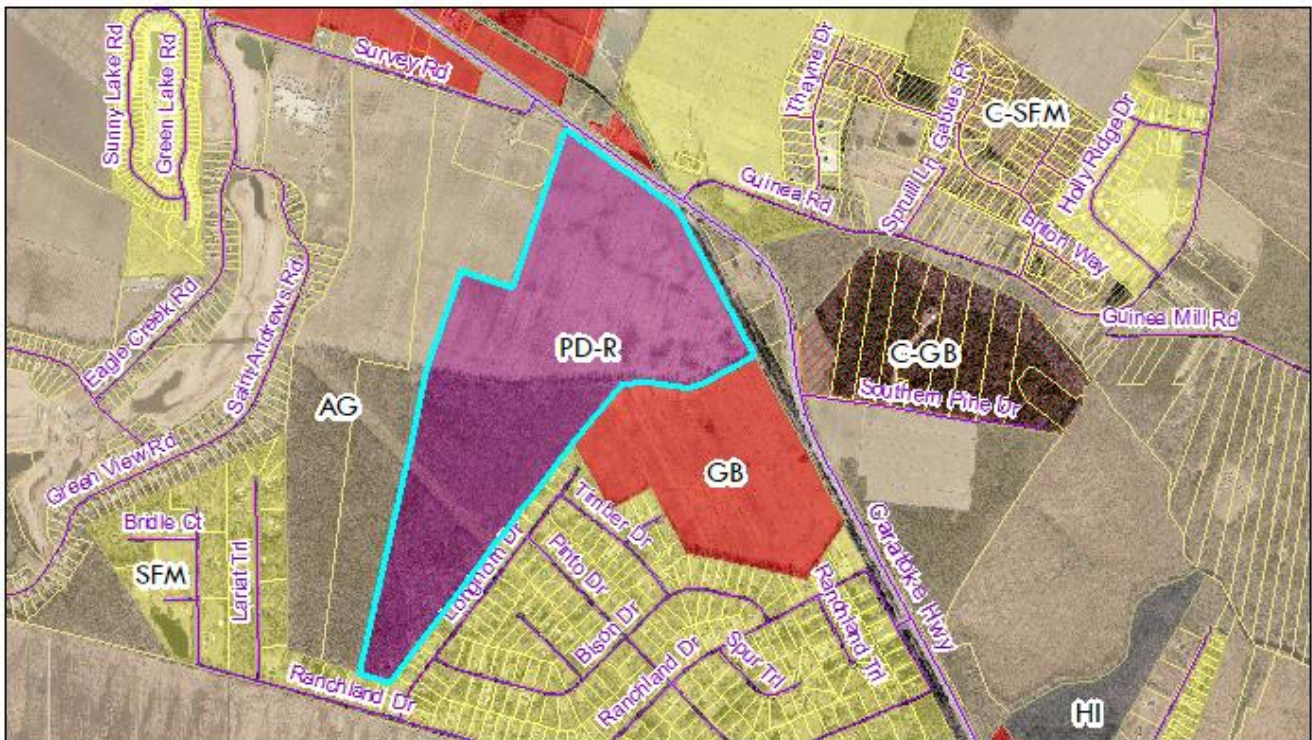 Sunny Lake Rd
Green Lake Rd
Survey Rd
Thayne Dr
Gables Pl
C-SFM
Holly Ridge Dr
Guinea Rd
Spruill Ln
Briton Way
Eagle Creek Rd
Saint Andrews Rd
Guinea Mill Rd
PD-R
C-GB
Southern Pine Dr
AG
Green View Rd
GB
Bridle Ct
Lariat Trl
SFM
Timber Dr
Longhorn Dr
Pinto Dr
Caratoke Hwy
Bison Dr
Ranchland Trl
Ranchland Dr
Ranchland Dr
Spur Trl
HI